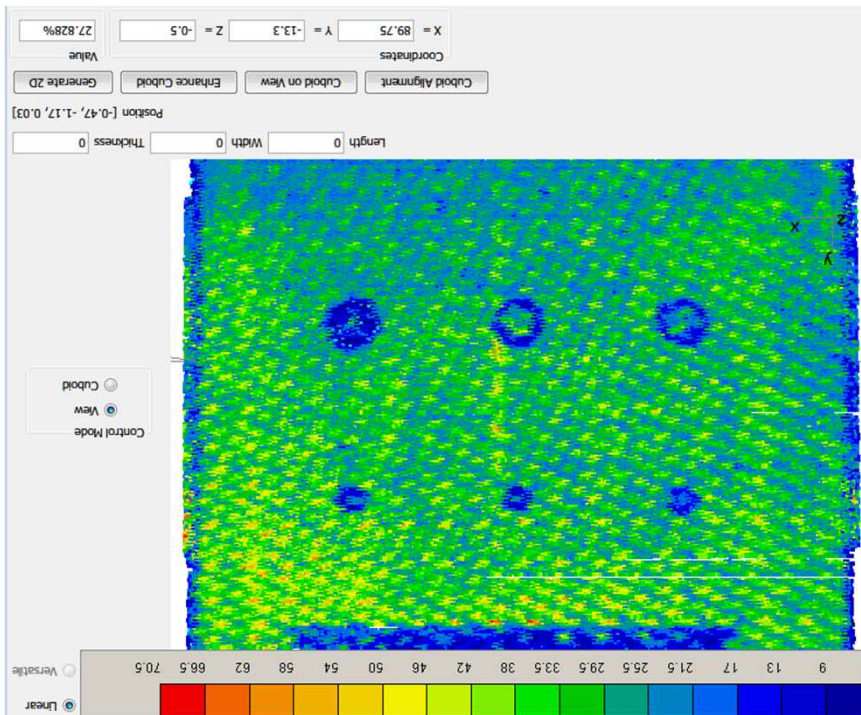 Linear
9 13 17 21.5 25.5 29.5 33.5 38 42 46 50 54 58 62 66.5 70.5 Versatile
Control Mode
View
Cuboid
y
z x
Length 0 Width 0 Thickness 0
Position [-0.47, -1.17, 0.03]
Cuboid Alignment Cuboid on View Enhance Cuboid Generate 2D
Coordinates Value
X = 89.75 Y = -13.3 Z = -0.5 27.828%